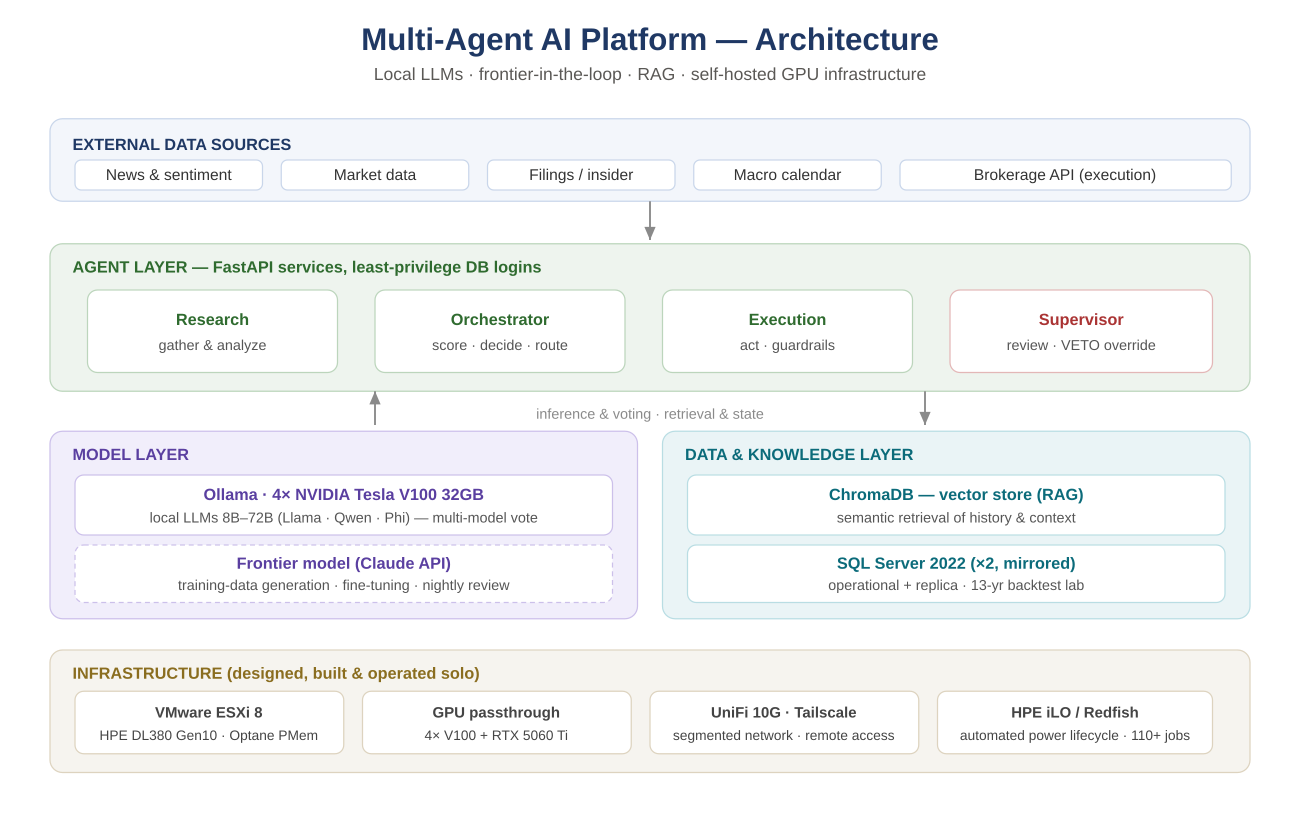 Multi-Agent AI Platform — Architecture
Local LLMs · frontier-in-the-loop · RAG · self-hosted GPU infrastructure
EXTERNAL DATA SOURCES
News & sentiment
Market data
Filings / insider
Macro calendar
Brokerage API (execution)
AGENT LAYER — FastAPI services, least-privilege DB logins
Research
gather & analyze
Orchestrator
score · decide · route
Execution
act · guardrails
Supervisor
review · VETO override
inference & voting · retrieval & state
MODEL LAYER
Ollama · 4× NVIDIA Tesla V100 32GB
local LLMs 8B–72B (Llama · Qwen · Phi) — multi-model vote
Frontier model (Claude API)
training-data generation · fine-tuning · nightly review
DATA & KNOWLEDGE LAYER
ChromaDB — vector store (RAG)
semantic retrieval of history & context
SQL Server 2022 (×2, mirrored)
operational + replica · 13-yr backtest lab
INFRASTRUCTURE (designed, built & operated solo)
VMware ESXi 8
HPE DL380 Gen10 · Optane PMem
GPU passthrough
4× V100 + RTX 5060 Ti
UniFi 10G · Tailscale
segmented network · remote access
HPE iLO / Redfish
automated power lifecycle · 110+ jobs